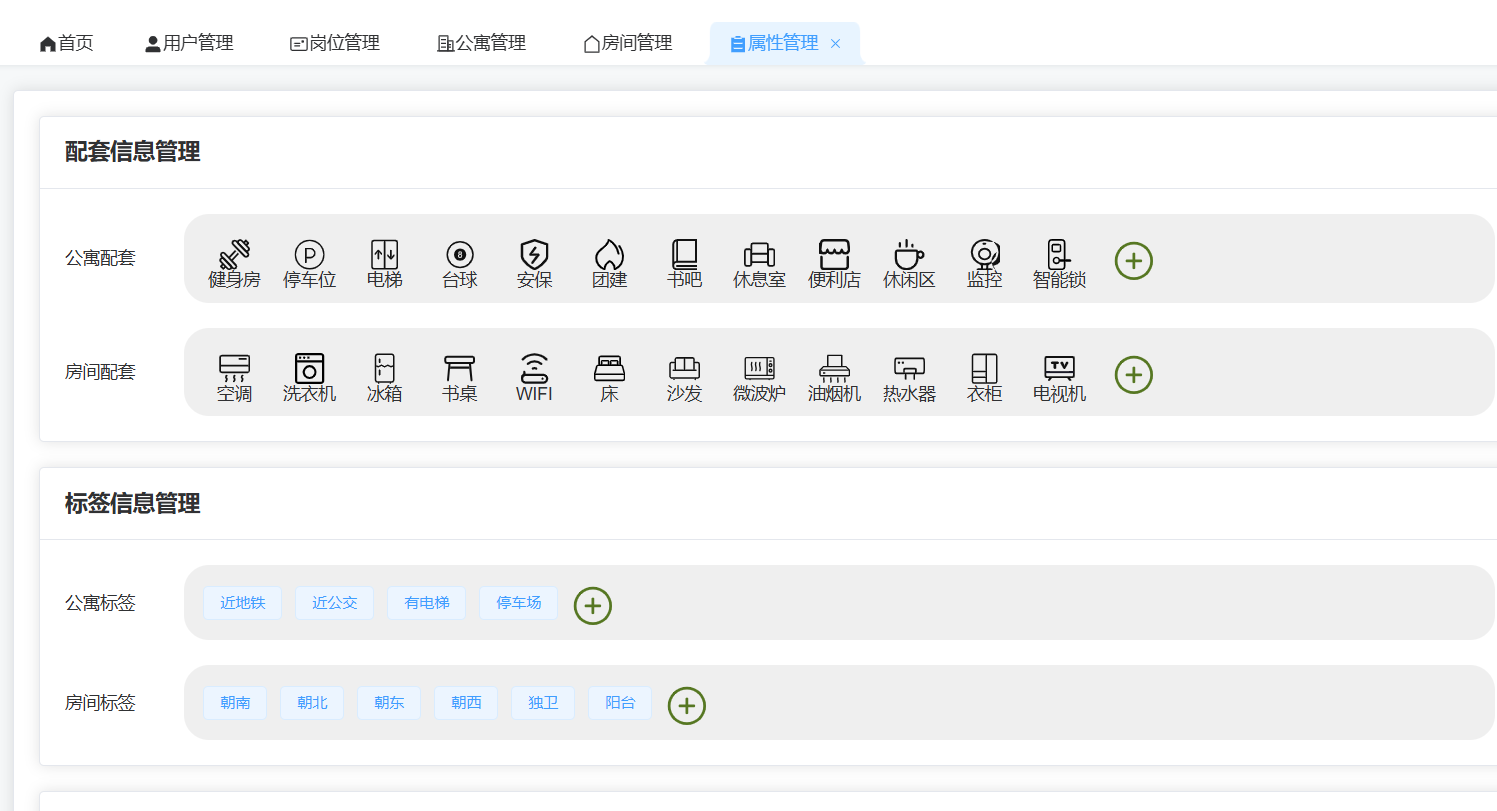 首页 用户管理 岗位管理 公寓管理 房间管理 属性管理 ×
配套信息管理
公寓配套 健身房 停车位 电梯 台球 安保 团建 书吧 休息室 便利店 休闲区 监控 智能锁
房间配套 空调 洗衣机 冰箱 书桌 WIFI 床 沙发 微波炉 油烟机 热水器 衣柜 电视机
标签信息管理
公寓标签 近地铁 近公交 有电梯 停车场
房间标签 朝南 朝北 朝东 朝西 独卫 阳台